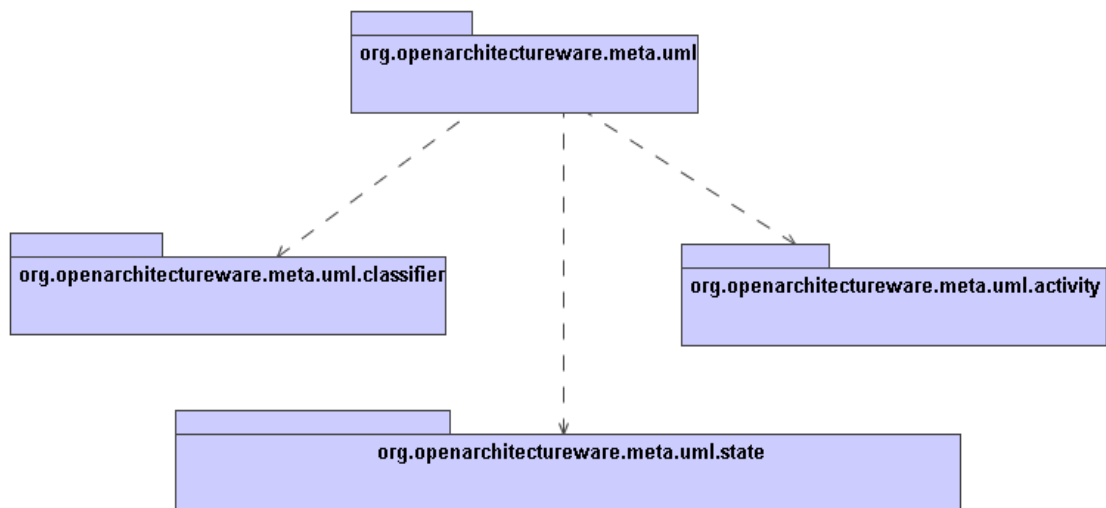 org.openarchitectureware.meta.uml
org.openarchitectureware.meta.uml.classifier
org.openarchitectureware.meta.uml.activity
org.openarchitectureware.meta.uml.state